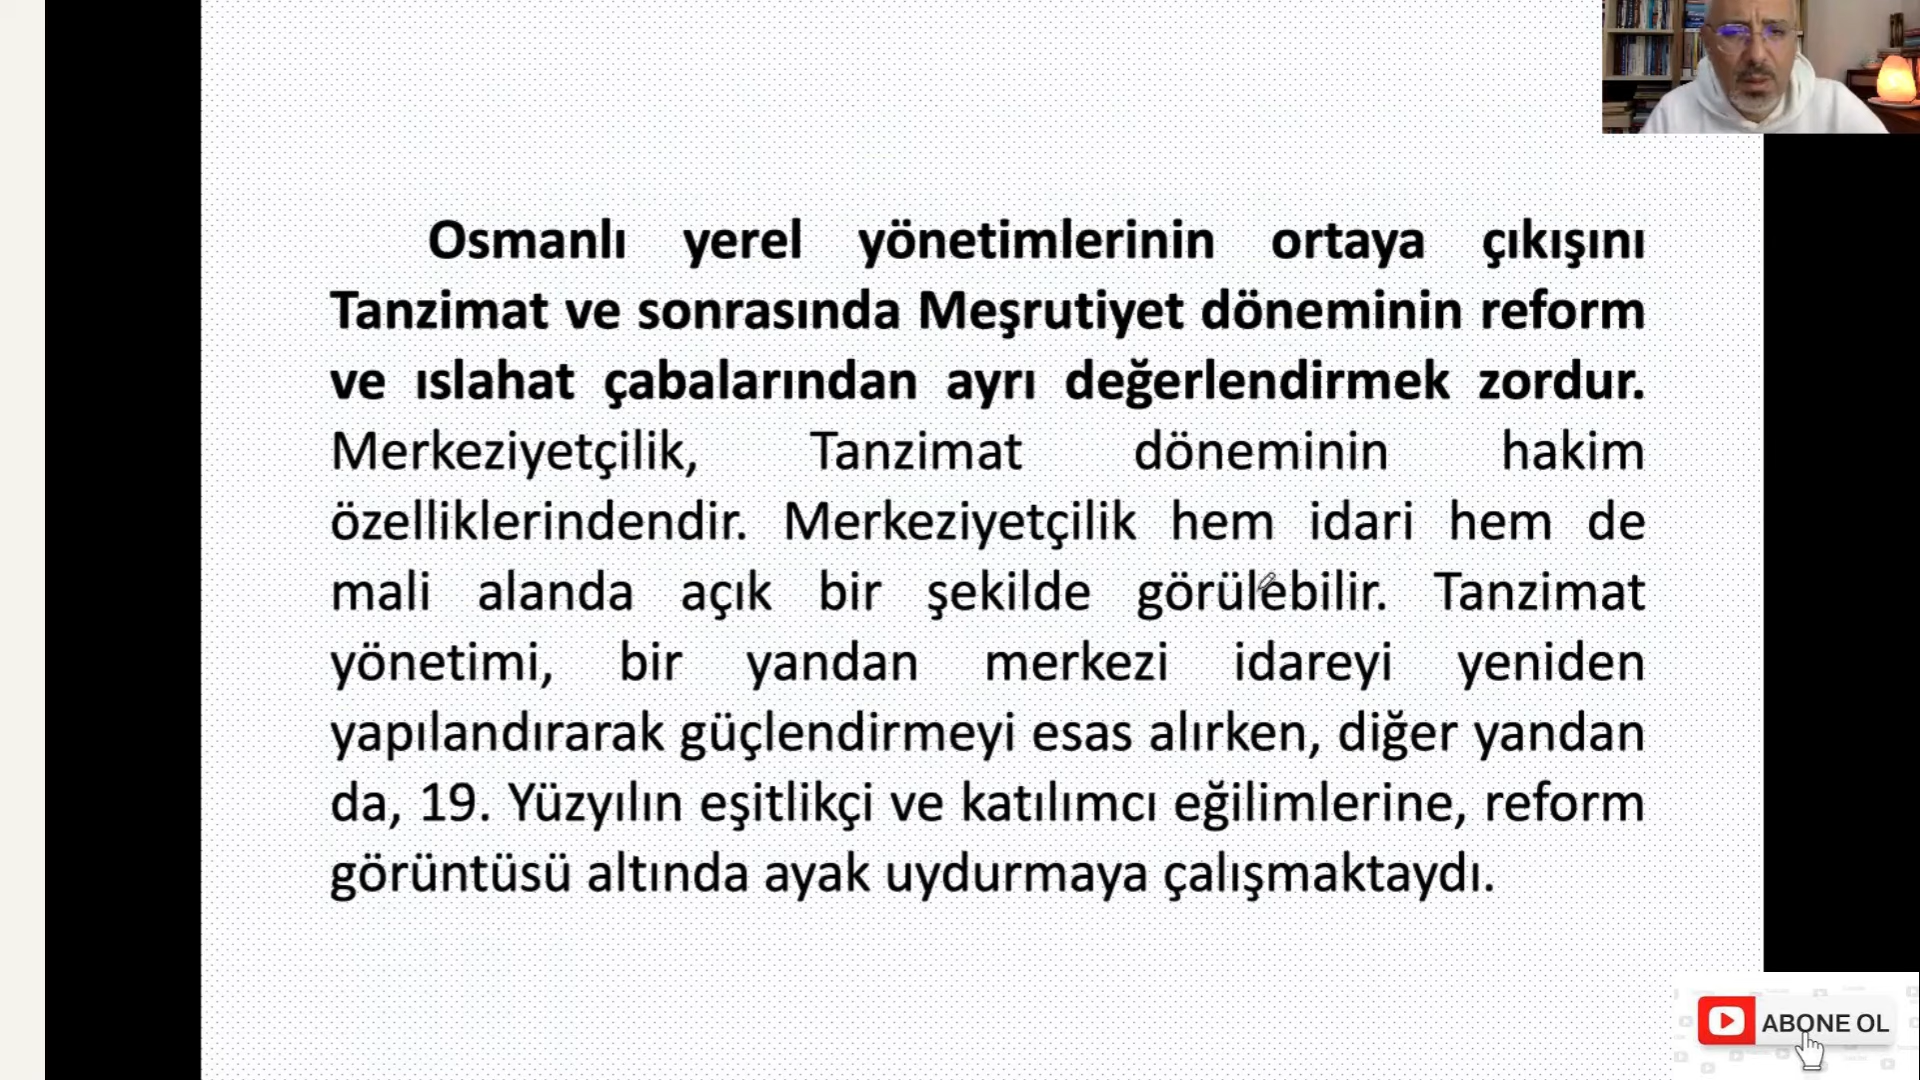 Osmanlı yerel yönetimlerinin ortaya çıkışını
Tanzimat ve sonrasında Meşrutiyet döneminin reform
ve ıslahat çabalarından ayrı değerlendirmek zordur.
Merkeziyetçilik, Tanzimat döneminin hakim
özelliklerindendir. Merkeziyetçilik hem idari hem de
mali alanda açık bir şekilde görülebilir. Tanzimat
yönetimi, bir yandan merkezi idareyi yeniden
yapılandırarak güçlendirmeyi esas alırken, diğer yandan
da, 19. Yüzyılın eşitlikçi ve katılımcı eğilimlerine, reform
görüntüsü altında ayak uydurmaya çalışmaktaydı.
ABONE OL